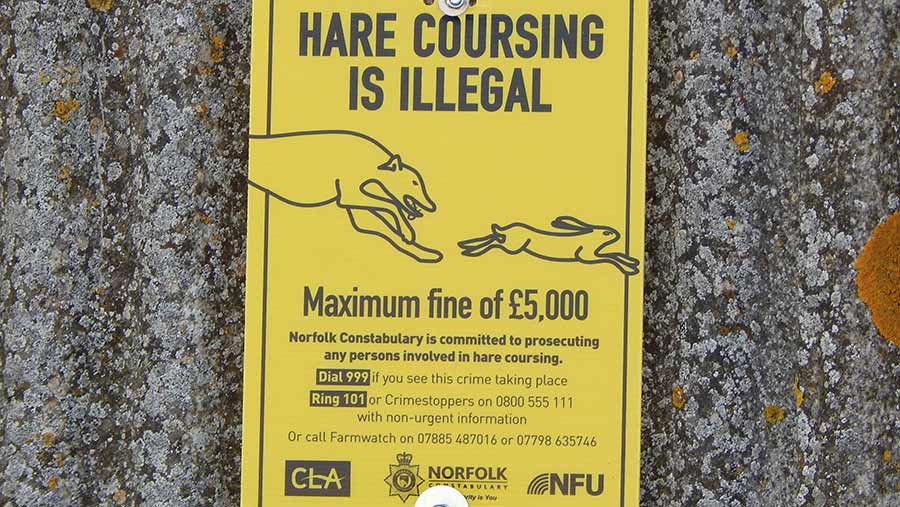 HARE COURSING
IS ILLEGAL
Maximum fine of £5,000
Norfolk Constabulary is committed to prosecuting
any persons involved in hare coursing.
Dial 999 if you see this crime taking place
Ring 101 or Crimestoppers on 0800 555 111
with non-urgent information
Or call Farmwatch on 07885 487016 or 07798 635746
CLA
NORFOLK
CONSTABULARY
is You
NFU